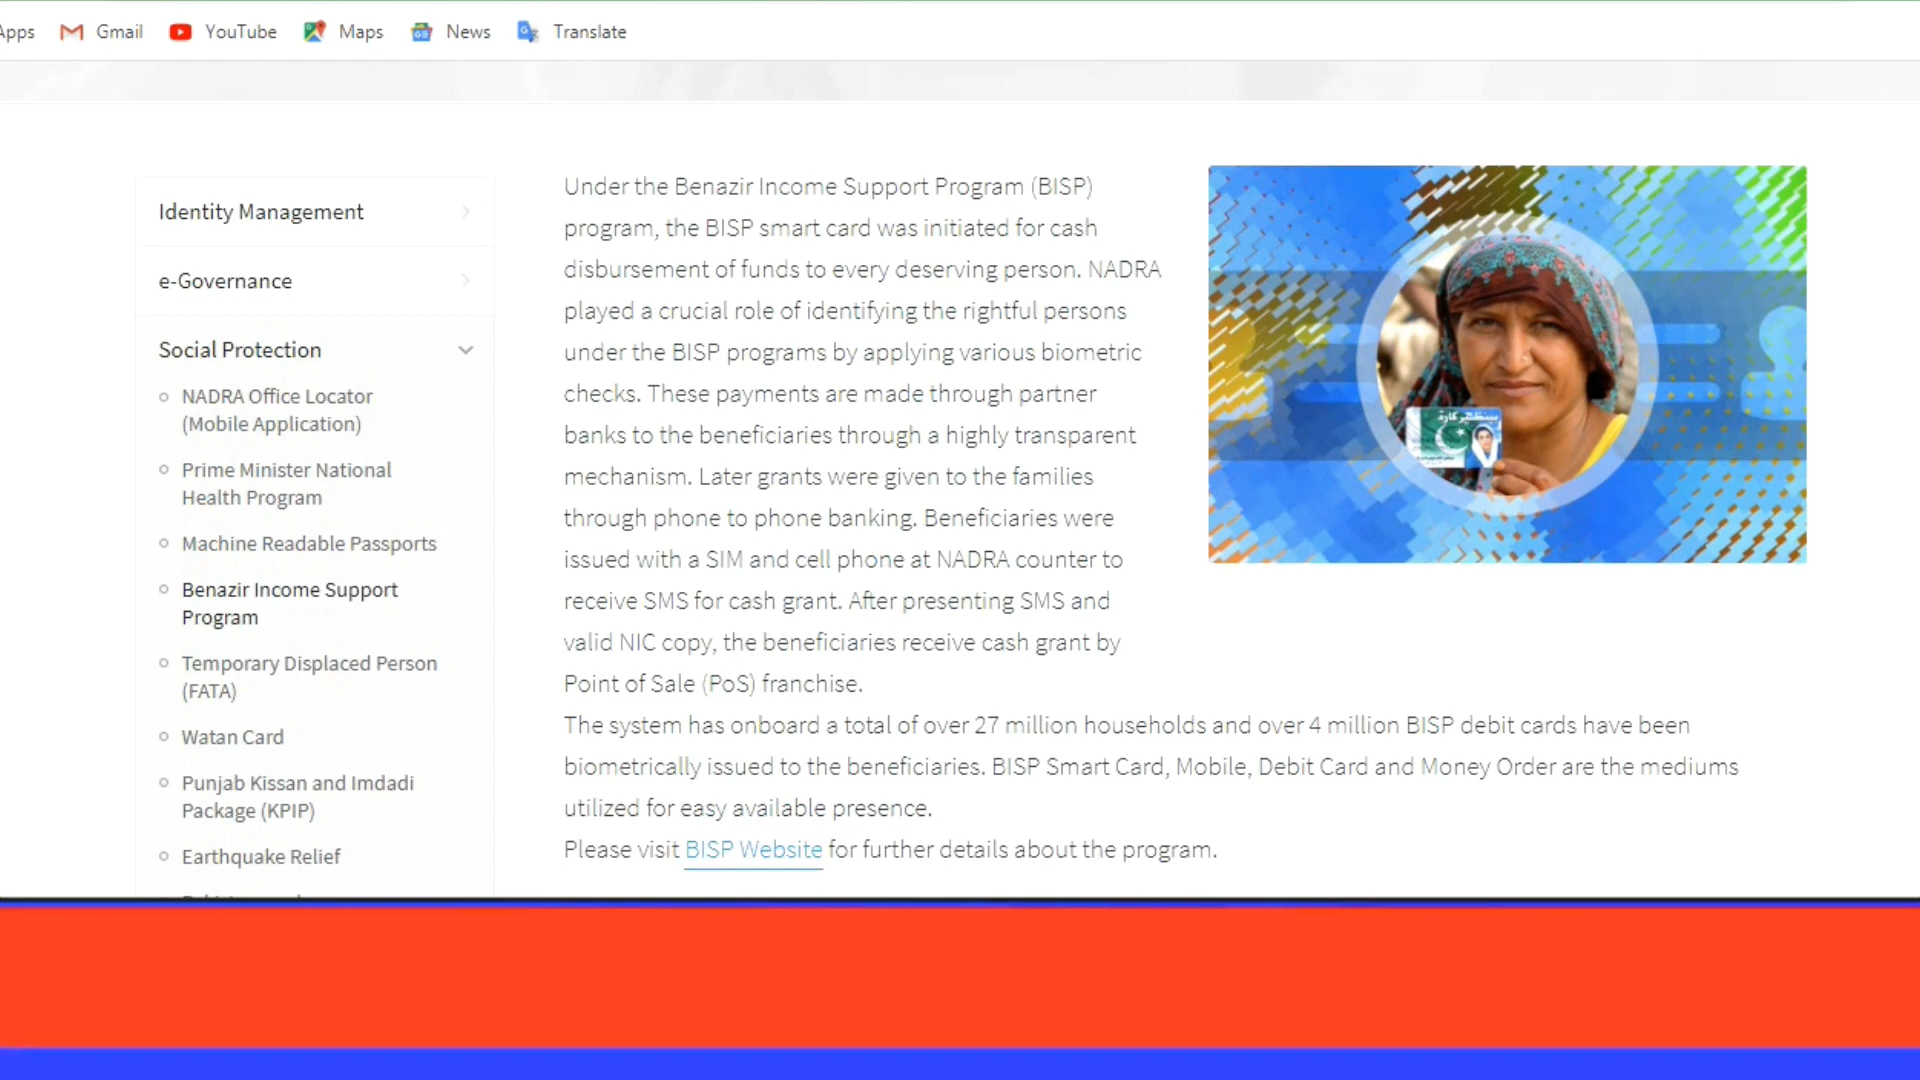 Apps Gmail YouTube Maps News Translate
Identity Management
e-Governance
Social Protection
NADRA Office Locator
(Mobile Application)
Prime Minister National
Health Program
Machine Readable Passports
Benazir Income Support
Program
Temporary Displaced Person
(FATA)
Watan Card
Punjab Kissan and Imdadi
Package (KPIP)
Earthquake Relief
Under the Benazir Income Support Program (BISP)
program, the BISP smart card was initiated for cash
disbursement of funds to every deserving person. NADRA
played a crucial role of identifying the rightful persons
under the BISP programs by applying various biometric
checks. These payments are made through partner
banks to the beneficiaries through a highly transparent
mechanism. Later grants were given to the families
through phone to phone banking. Beneficiaries were
issued with a SIM and cell phone at NADRA counter to
receive SMS for cash grant. After presenting SMS and
valid NIC copy, the beneficiaries receive cash grant by
Point of Sale (PoS) franchise.
The system has onboard a total of over 27 million households and over 4 million BISP debit cards have been
biometrically issued to the beneficiaries. BISP Smart Card, Mobile, Debit Card and Money Order are the mediums
utilized for easy available presence.
Please visit BISP Website for further details about the program.
بینظیر کارڈ